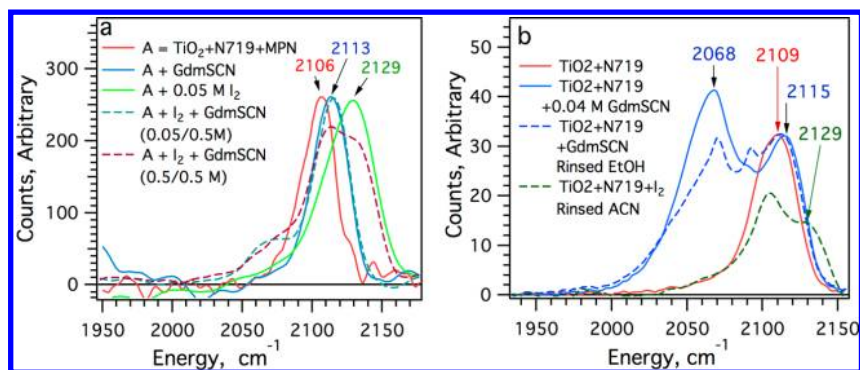 a
A = TiO2+N719+MPN
A + GdmSCN
A + 0.05 M I2
A + I2 + GdmSCN
(0.05/0.5M)
A + I2 + GdmSCN
(0.5/0.5 M)
2106
2113
2129
Counts, Arbitrary
300
200
100
0
1950
2000
2050
2100
2150
Energy, cm-1
b
2068
2109
2115
2129
TiO2+N719
TiO2+N719
+0.04 M GdmSCN
TiO2+N719
+GdmSCN
Rinsed EtOH
TiO2+N719+I2
Rinsed ACN
Counts, Arbitrary
50
40
30
20
10
0
1950
2000
2050
2100
2150
Energy, cm-1